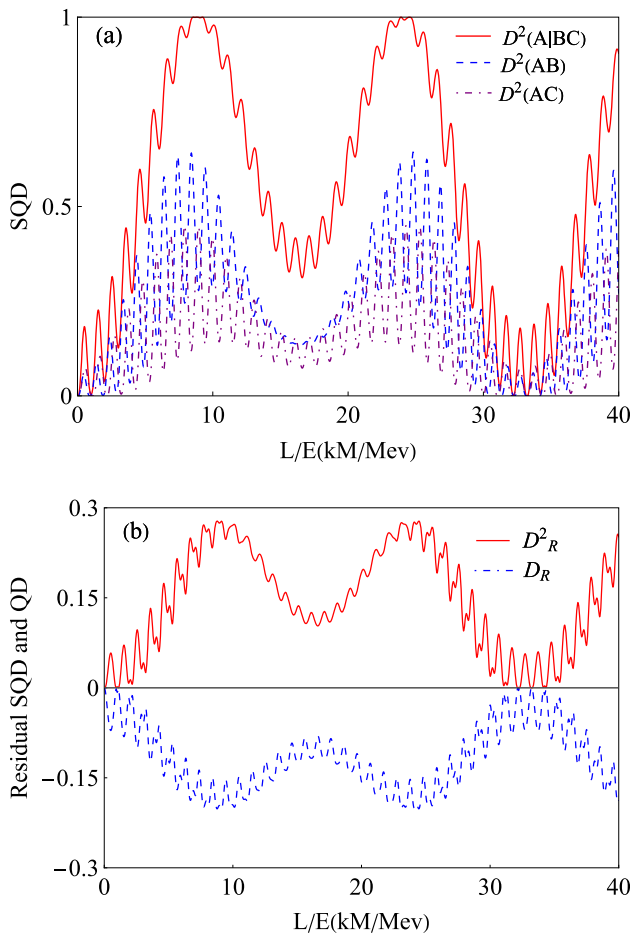 1
(a)
D²(A|BC)
D²(AB)
D²(AC)
SQD
0.5
0
0 10 20 30 40
L/E(kM/Mev)
0.3
(b)
D²_R
D_R
0.15
Residual SQD and QD
0
−0.15
−0.3
0 10 20 30 40
L/E(kM/Mev)